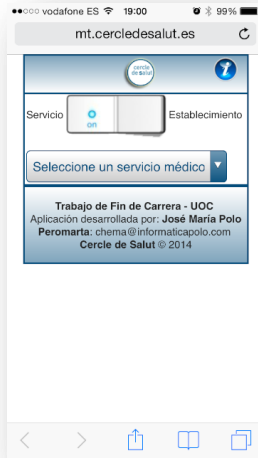 vodafone ES 19:00 99%
mt.cercledesalut.es
cercle
de salut
Servicio on Establecimiento
Seleccione un servicio médico
Trabajo de Fin de Carrera - UOC
Aplicación desarrollada por: José María Polo
Peromarta: chema@informaticapolo.com
Cercle de Salut © 2014